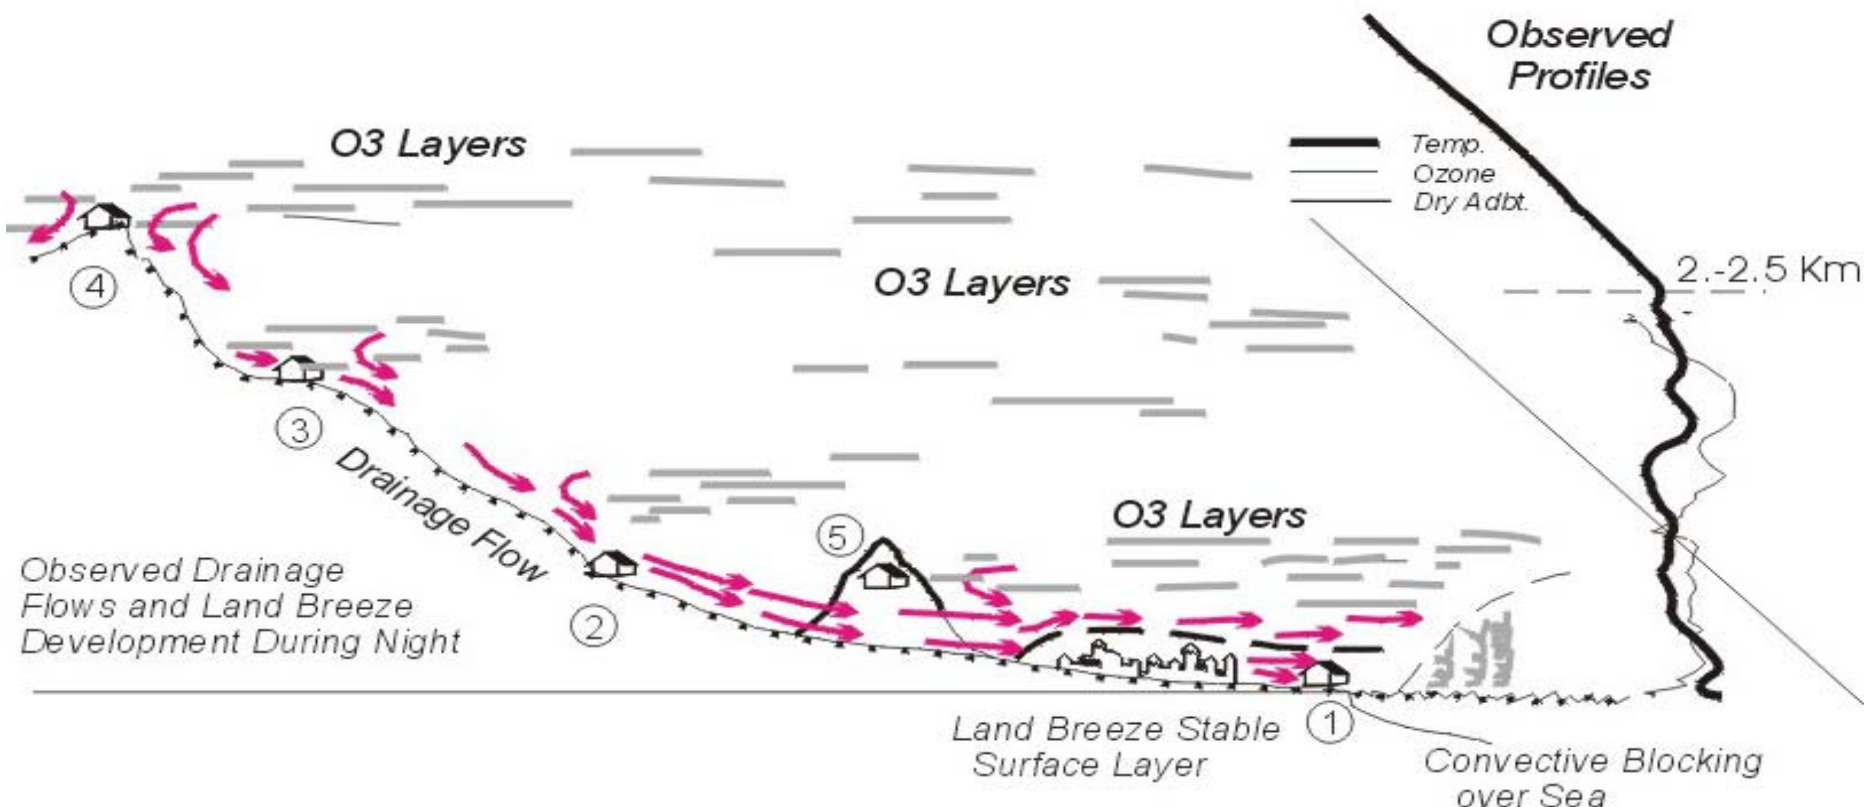 Observed
Profiles
O3 Layers
Temp.
Ozone
Dry Adbt.
2.-2.5 Km
O3 Layers
4
3
Drainage Flow
5
O3 Layers
2
Observed Drainage
Flows and Land Breeze
Development During Night
1
Land Breeze Stable
Surface Layer
Convective Blocking
over Sea